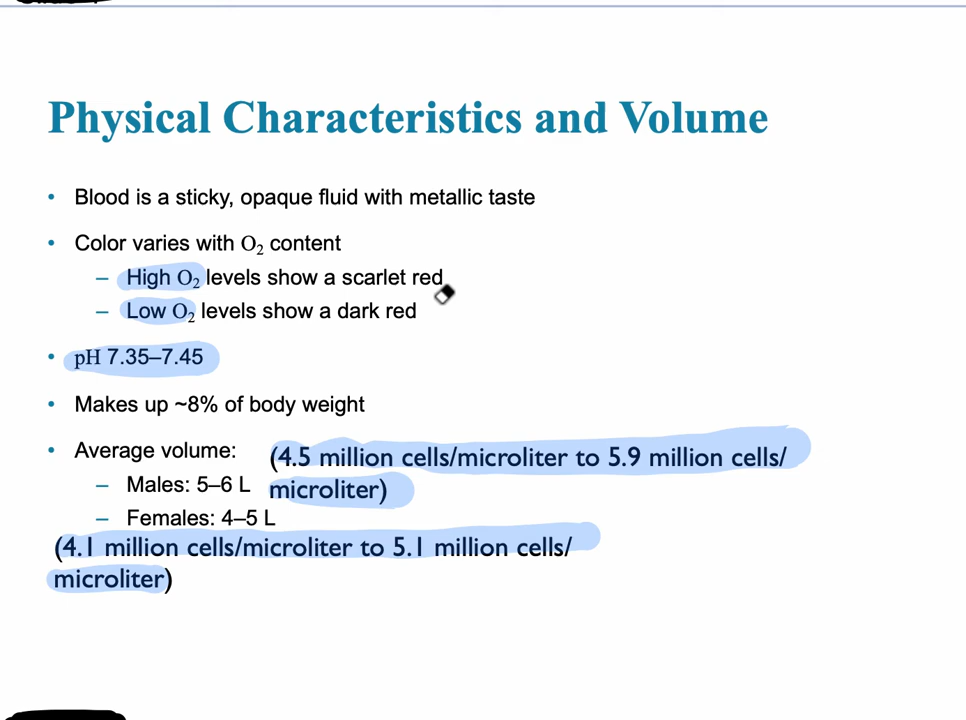 Physical Characteristics and Volume
• Blood is a sticky, opaque fluid with metallic taste
• Color varies with O₂ content
– High O₂ levels show a scarlet red
– Low O₂ levels show a dark red
• pH 7.35–7.45
• Makes up ~8% of body weight
• Average volume:
(4.5 million cells/microliter to 5.9 million cells/
– Males: 5–6 L
microliter)
– Females: 4–5 L
(4.1 million cells/microliter to 5.1 million cells/
microliter)